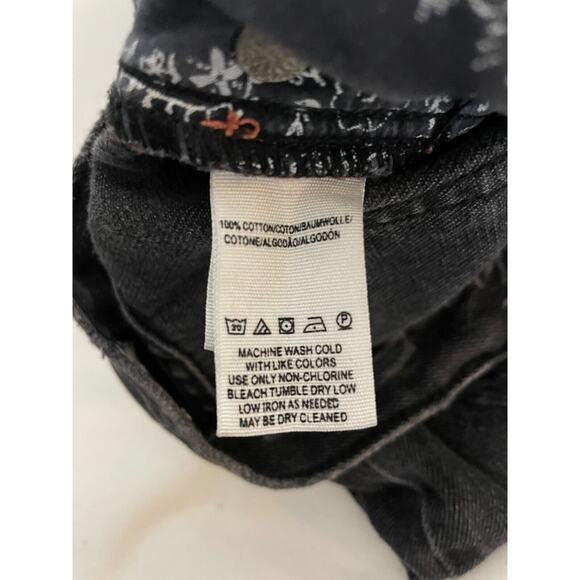 100% COTTON/COTON/BAUMWOLLE/
COTONE/ALGODÃO/ALGODÓN
30
P
MACHINE WASH COLD
WITH LIKE COLORS
USE ONLY NON-CHLORINE
BLEACH TUMBLE DRY LOW
LOW IRON AS NEEDED
MAY BE DRY CLEANED